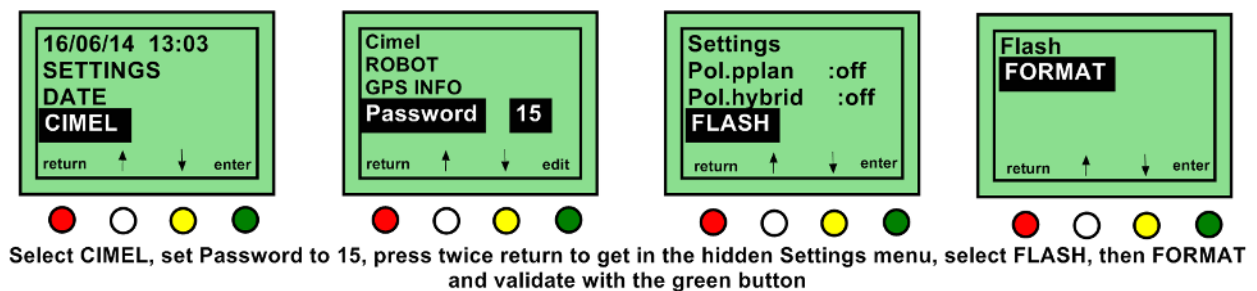 16/06/14 13:03
SETTINGS
DATE
CIMEL
return enter
Cimel
ROBOT
GPS INFO
Password 15
return edit
Settings
Pol.pplan :off
Pol.hybrid :off
FLASH
return enter
Flash
FORMAT
return enter
Select CIMEL, set Password to 15, press twice return to get in the hidden Settings menu, select FLASH, then FORMAT
and validate with the green button